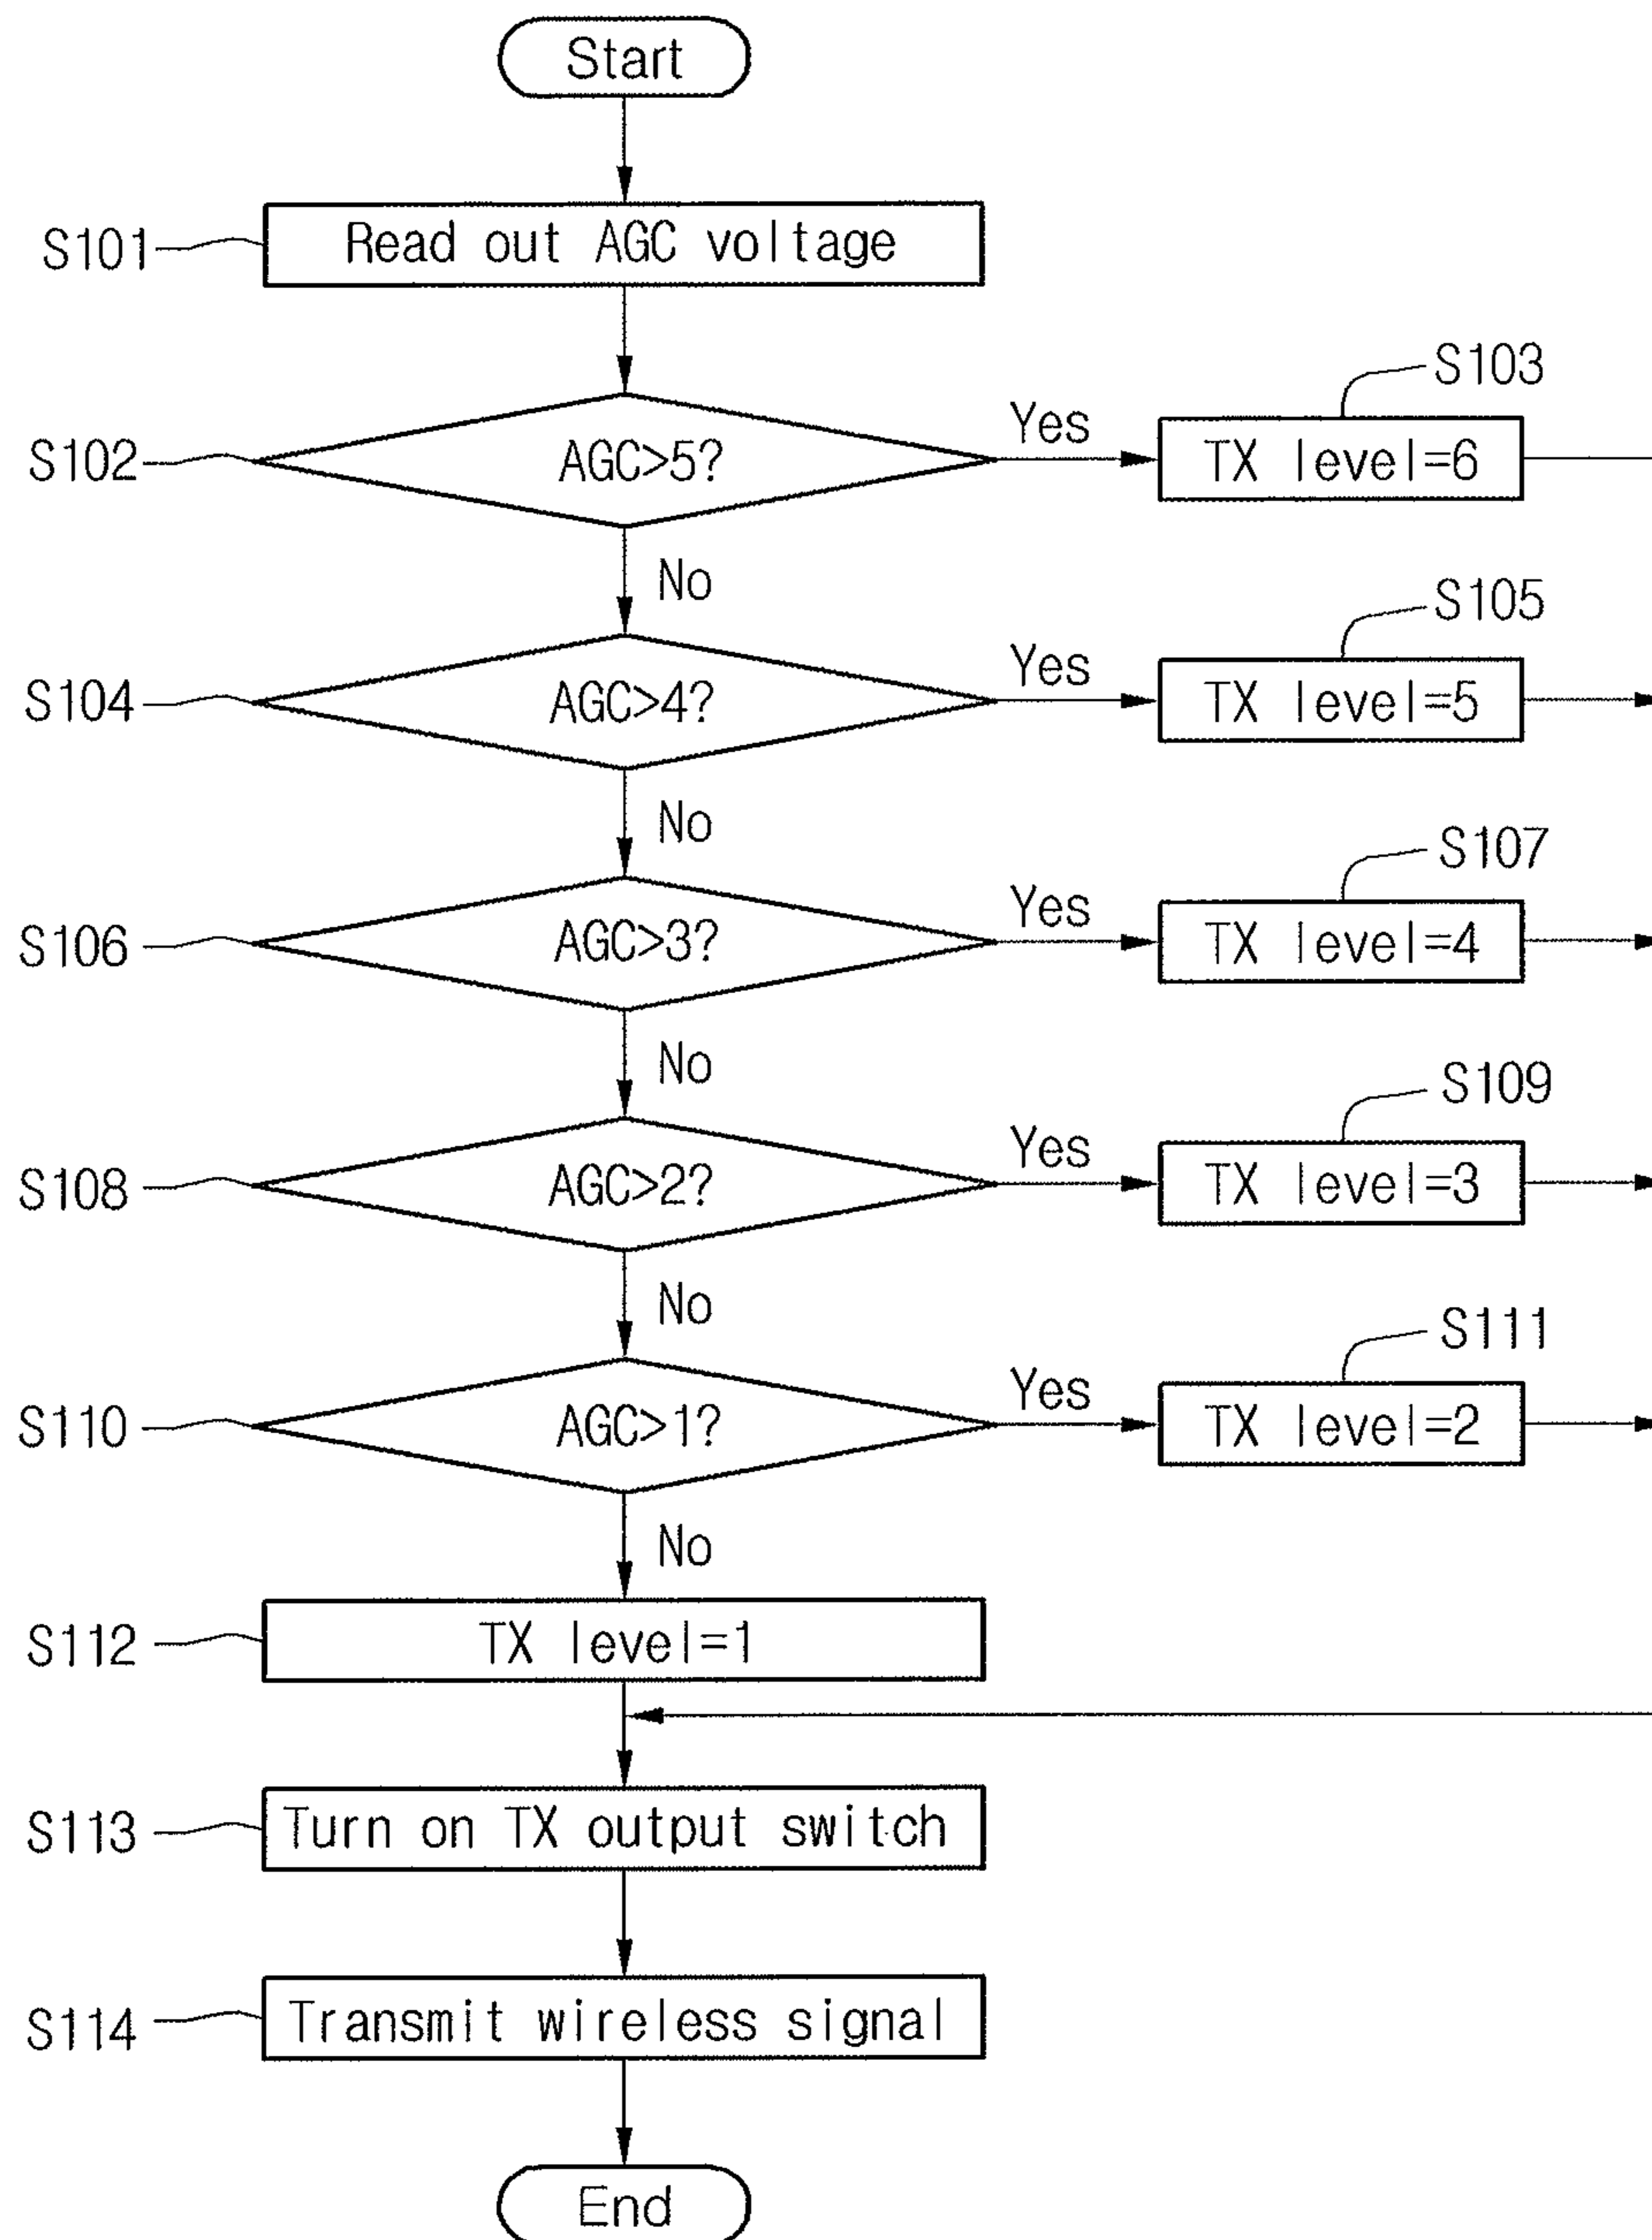 Start
S101
Read out AGC voltage
S102
AGC>5?
Yes
S103
TX level=6
No
S104
AGC>4?
Yes
S105
TX level=5
No
S106
AGC>3?
Yes
S107
TX level=4
No
S108
AGC>2?
Yes
S109
TX level=3
No
S110
AGC>1?
Yes
S111
TX level=2
No
S112
TX level=1
S113
Turn on TX output switch
S114
Transmit wireless signal
End